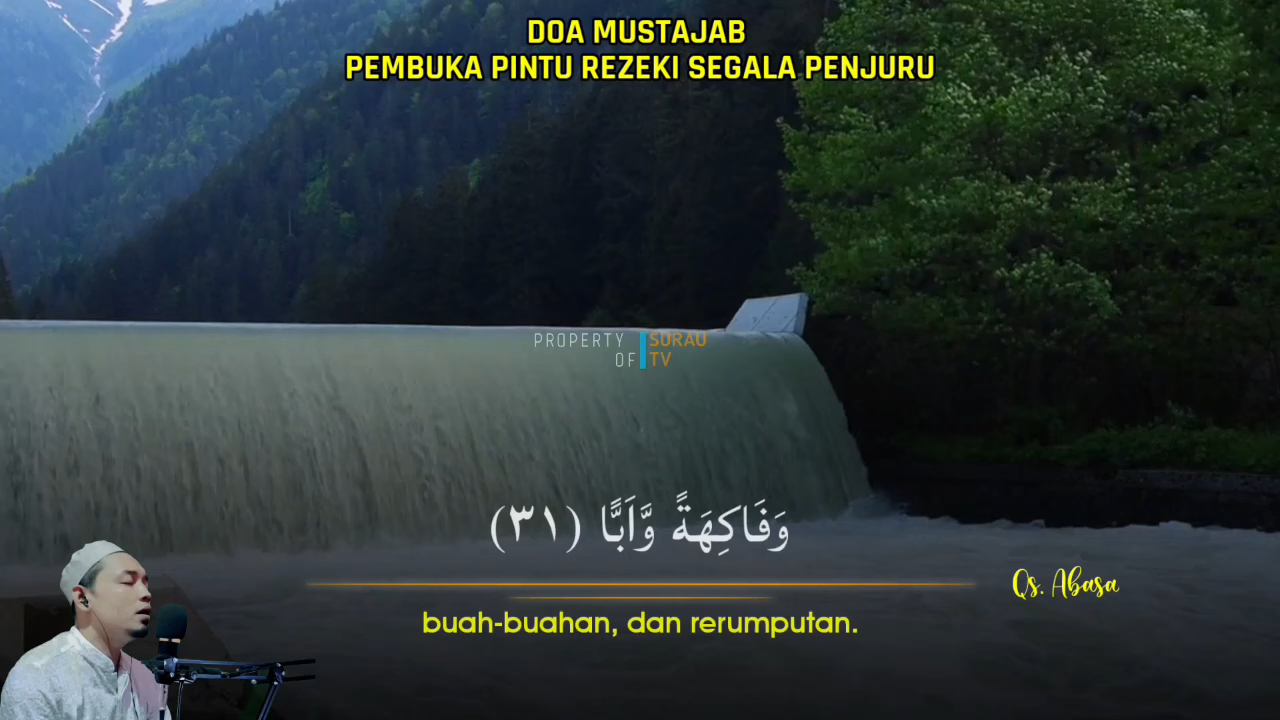 DOA MUSTAJAB
PEMBUKA PINTU REZEKI SEGALA PENJURU
PROPERTY OF SURAU TV
وَفَاكِهَةً وَّاَبًّا (٣١)
Qs. Abasa
buah-buahan, dan rerumputan.